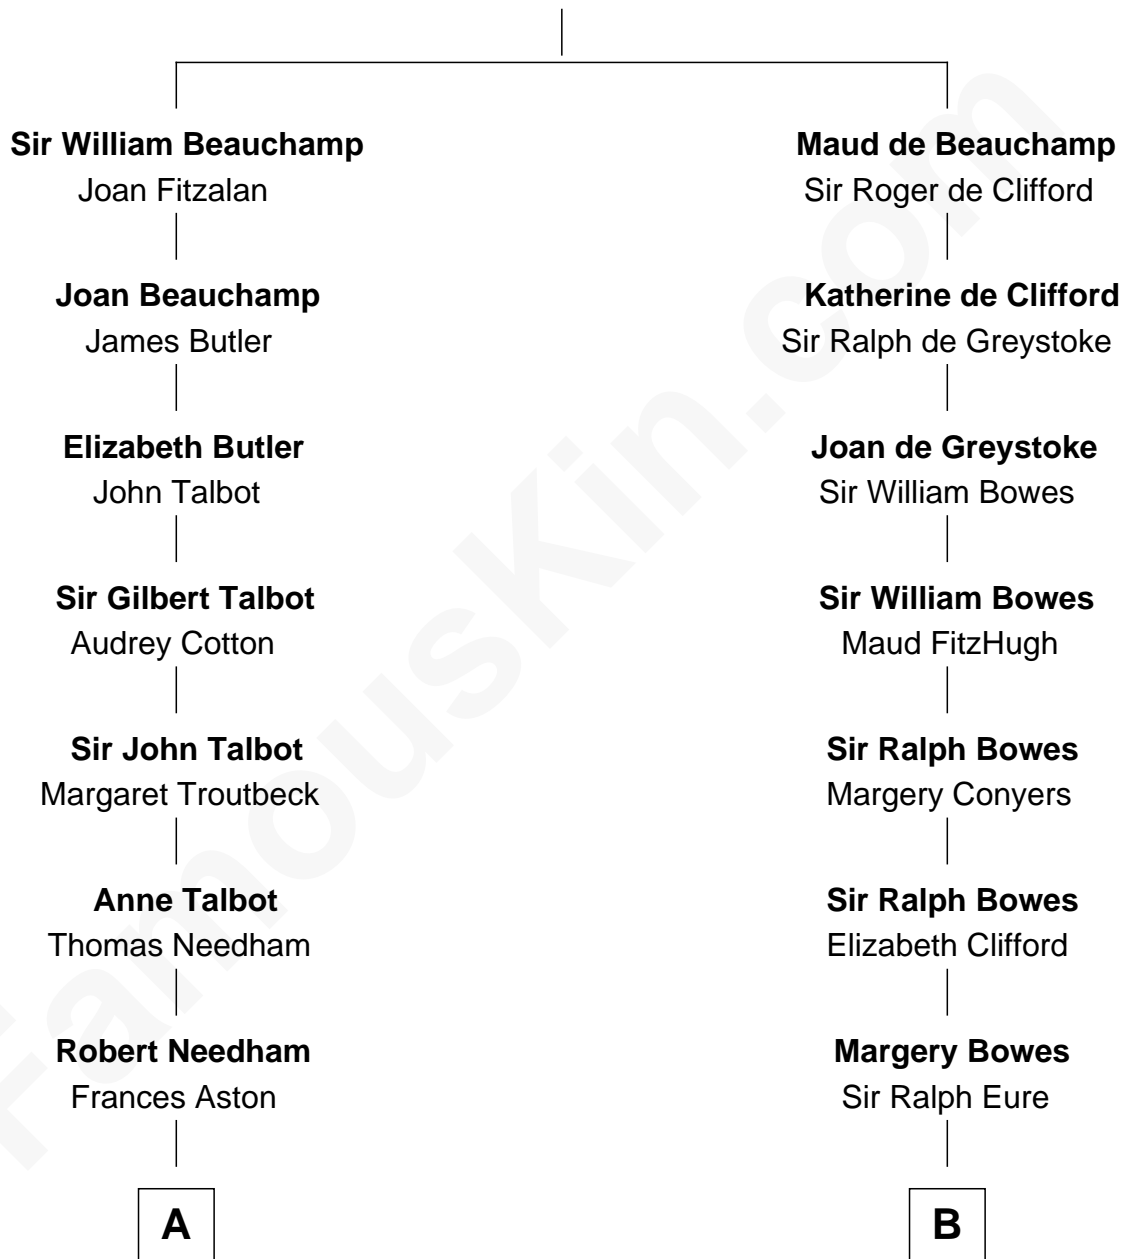 Sir William Beauchamp
Joan Fitzalan
Joan Beauchamp
James Butler
Elizabeth Butler
John Talbot
Sir Gilbert Talbot
Audrey Cotton
Sir John Talbot
Margaret Troutbeck
Anne Talbot
Thomas Needham
Robert Needham
Frances Aston
A
Maud de Beauchamp
Sir Roger de Clifford
Katherine de Clifford
Sir Ralph de Greystoke
Joan de Greystoke
Sir William Bowes
Sir William Bowes
Maud FitzHugh
Sir Ralph Bowes
Margery Conyers
Sir Ralph Bowes
Elizabeth Clifford
Margery Bowes
Sir Ralph Eure
B
FamousKin.com